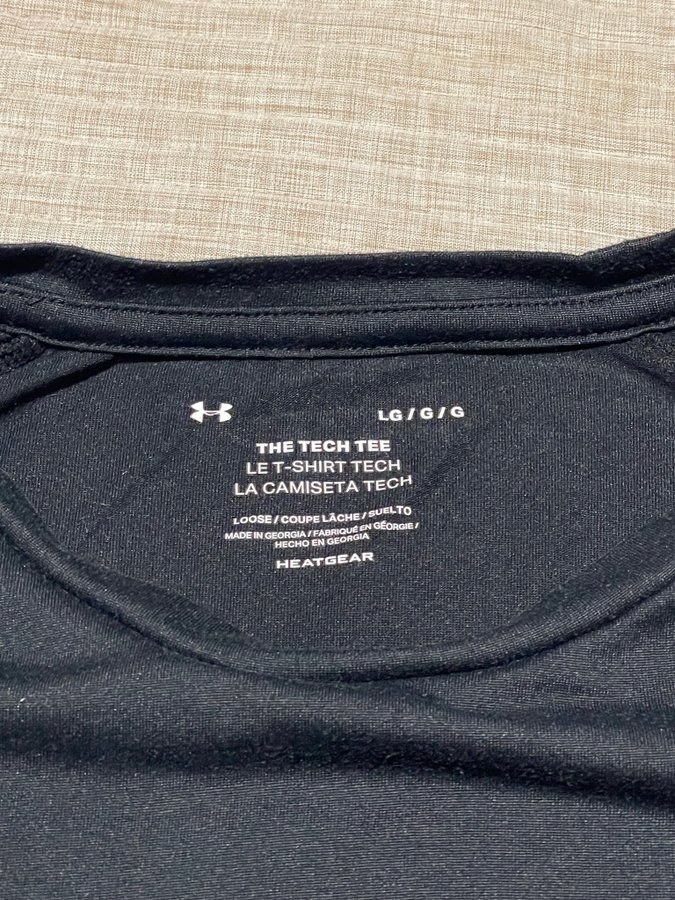 LG / G / G
THE TECH TEE
LE T-SHIRT TECH
LA CAMISETA TECH
LOOSE / COUPE LÂCHE / SUELTO
MADE IN GEORGIA / FABRIQUÉ EN GÉORGIE /
HECHO EN GEORGIA
HEATGEAR